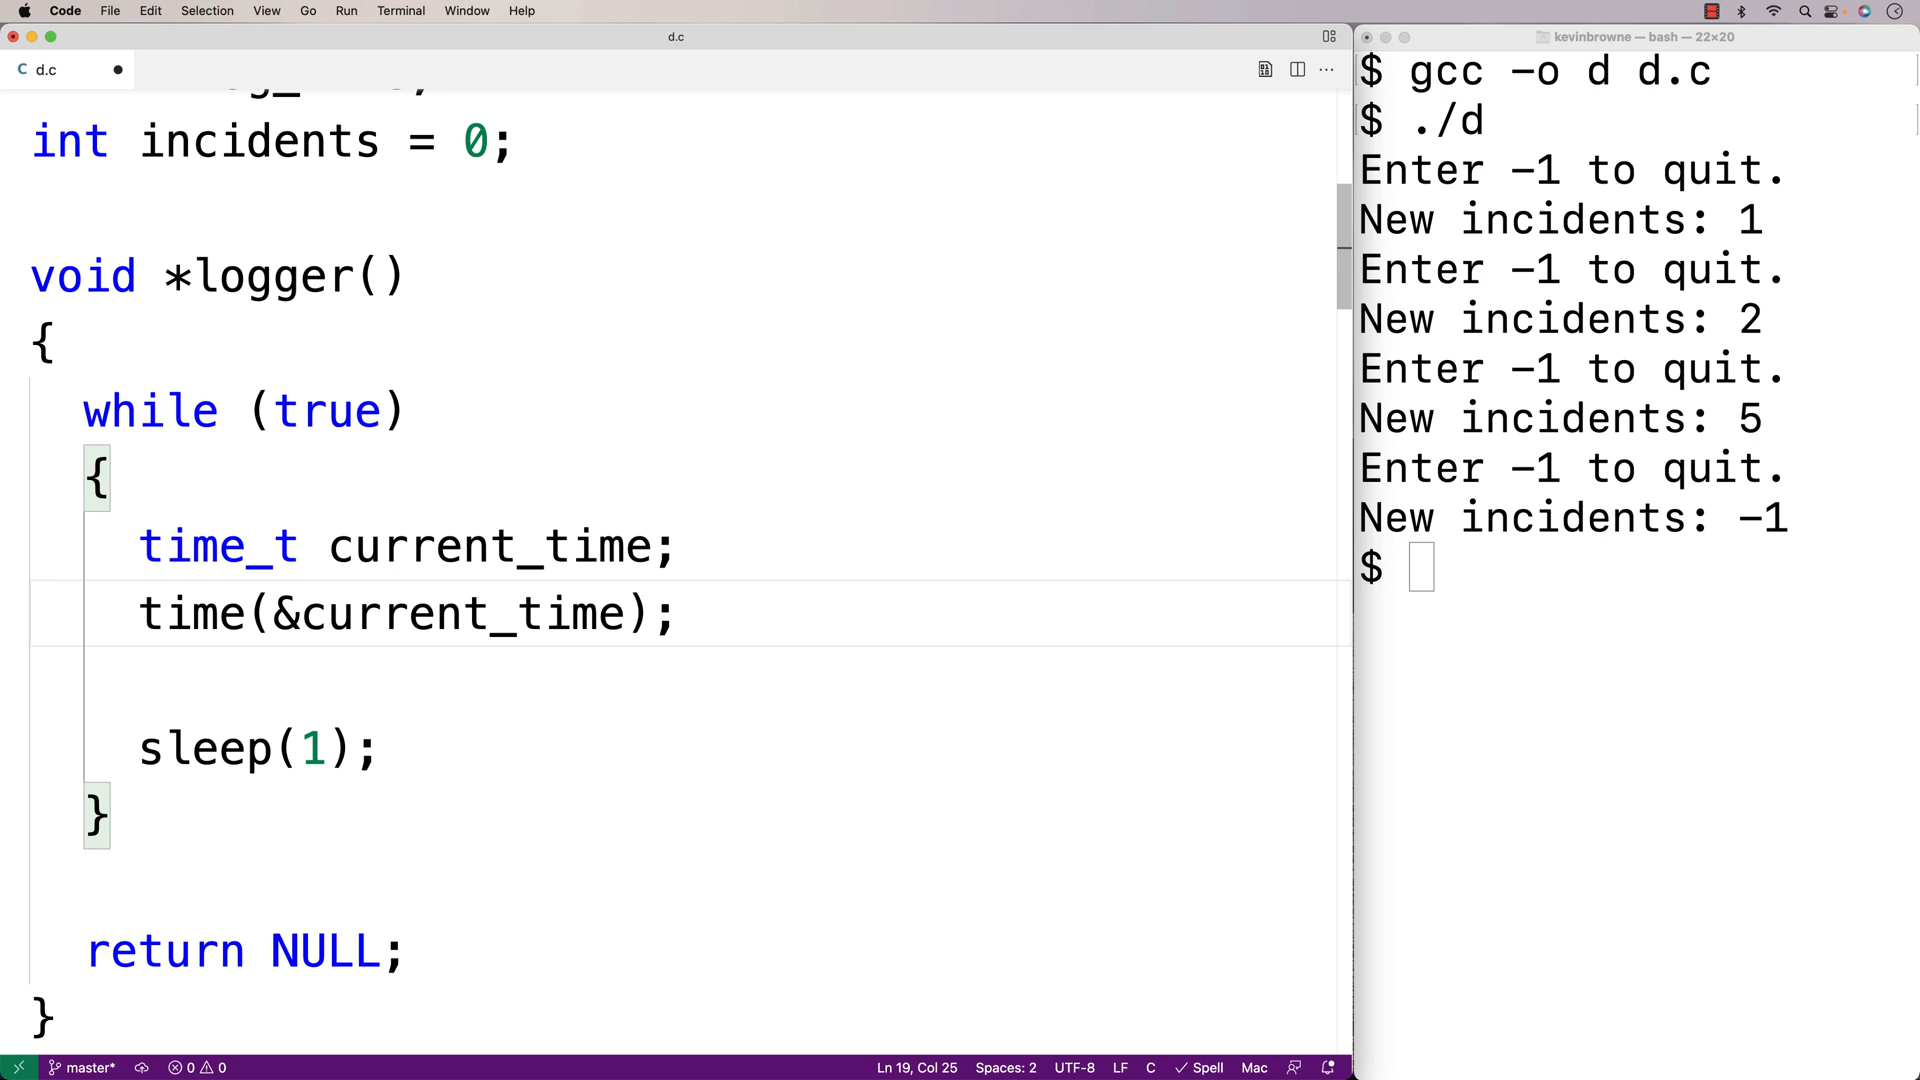 Code File Edit Selection View Go Run Terminal Window Help
d.c
C d.c
int incidents = 0;
void *logger()
{
while (true)
{
time_t current_time;
time(&current_time);
sleep(1);
}
return NULL;
}
master* 0 0 Ln 19, Col 25 Spaces: 2 UTF-8 LF C Spell Mac
kevinbrowne — bash — 22×20
$ gcc -o d d.c
$ ./d
Enter -1 to quit.
New incidents: 1
Enter -1 to quit.
New incidents: 2
Enter -1 to quit.
New incidents: 5
Enter -1 to quit.
New incidents: -1
$